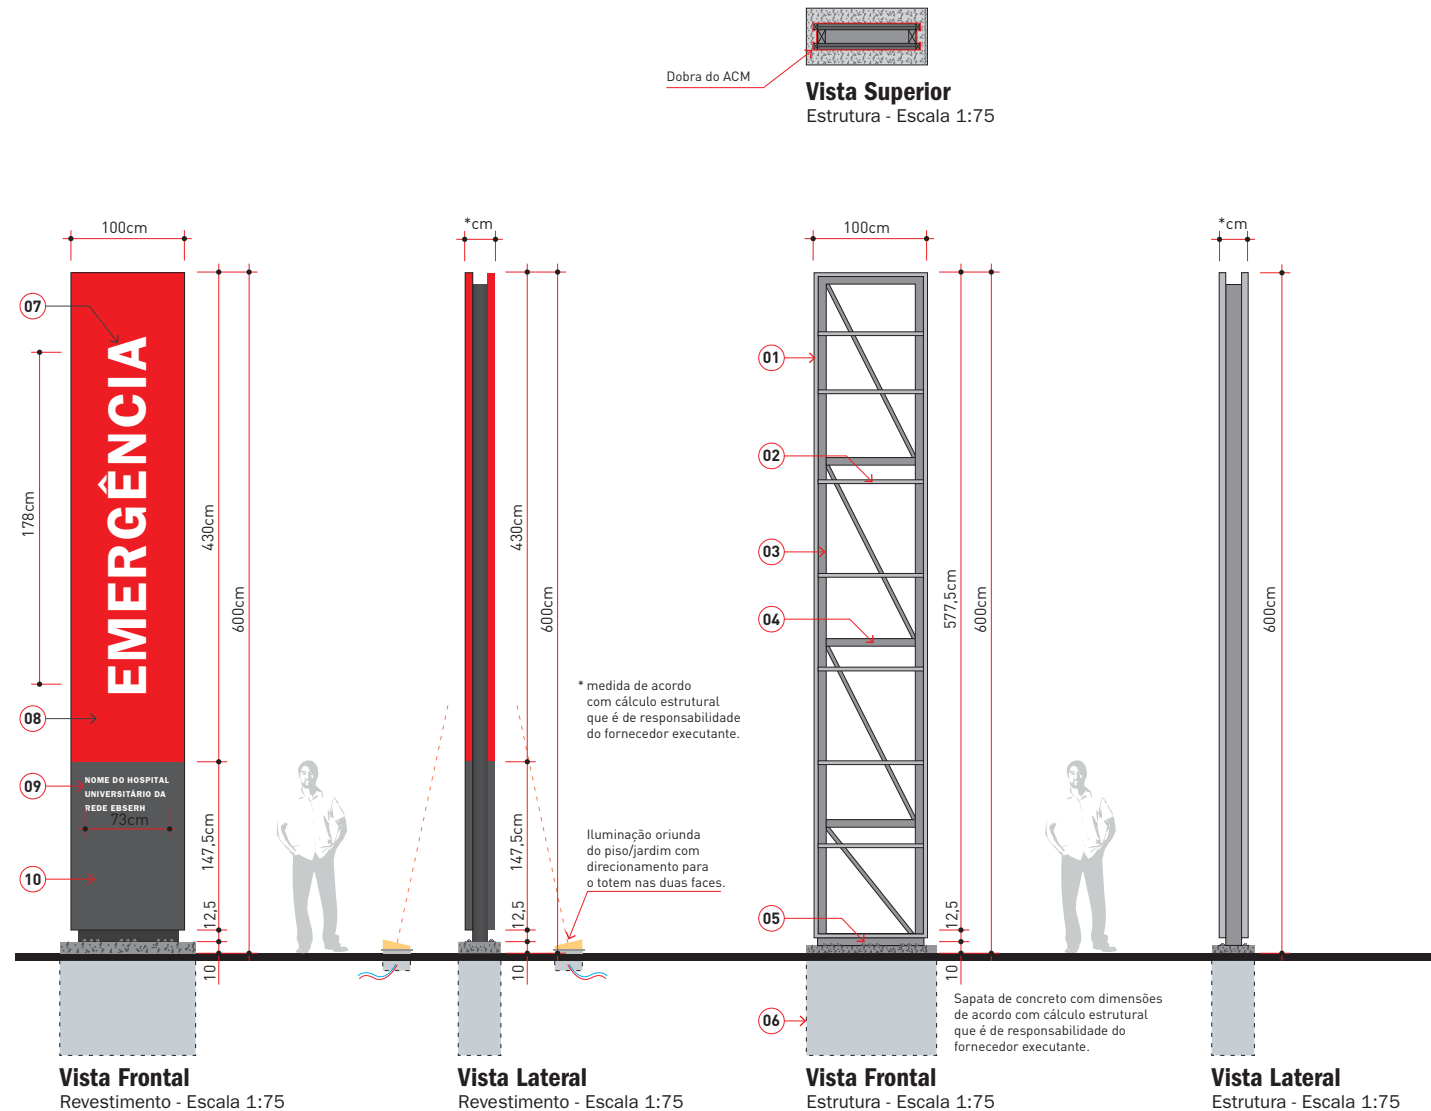 Dobra do ACM
Vista Superior
Estrutura - Escala 1:75
100cm
*cm
100cm
*cm
07
EMERGÊNCIA
178cm
430cm
600cm
08
09
NOME DO HOSPITAL
UNIVERSITÁRIO DA
REDE EBSERH
73cm
147,5cm
10
12,5
10
430cm
600cm
147,5cm
12,5
10
* medida de acordo
com cálculo estrutural
que é de responsabilidade
do fornecedor executante.
Iluminação oriunda
do piso/jardim com
direcionamento para
o totem nas duas faces.
01
02
03
04
05
06
577,5cm
600cm
12,5
10
600cm
Sapata de concreto com dimensões
de acordo com cálculo estrutural
que é de responsabilidade do
fornecedor executante.
Vista Frontal
Revestimento - Escala 1:75
Vista Lateral
Revestimento - Escala 1:75
Vista Frontal
Estrutura - Escala 1:75
Vista Lateral
Estrutura - Escala 1:75